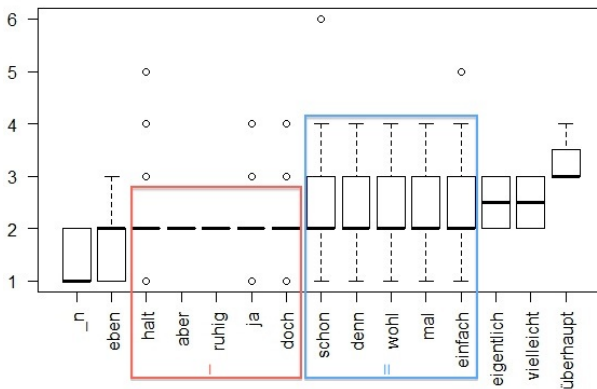 6
5
4
3
2
1
_n
eben
halt
aber
ruhig
ja
doch
schon
denn
wohl
mal
einfach
eigentlich
vielleicht
überhaupt
I
II